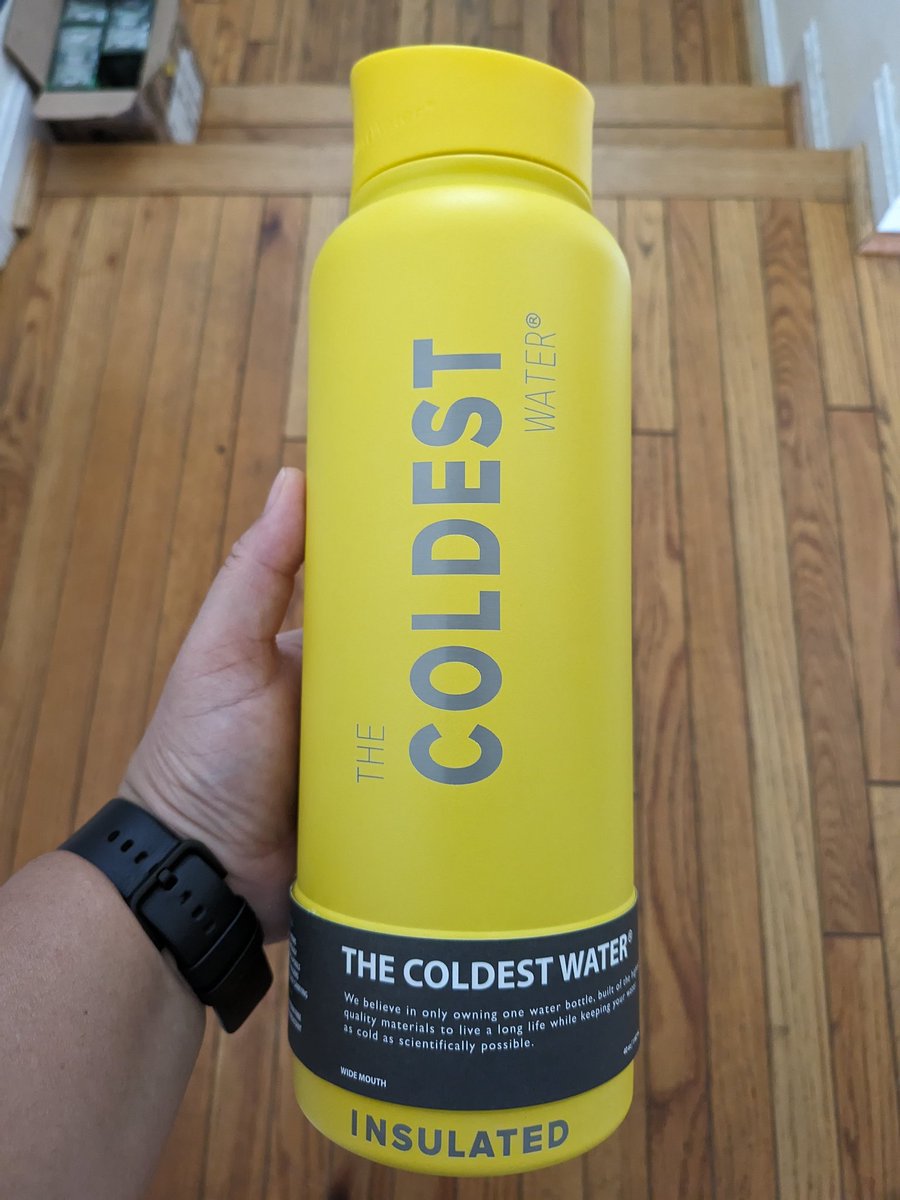 THE
COLDEST
WATER®
THE COLDEST WATER®
We believe in only owning one water bottle, built of the
quality materials to live a long life while keeping your
as cold as scientifically possible.
WIDE MOUTH
INSULATED